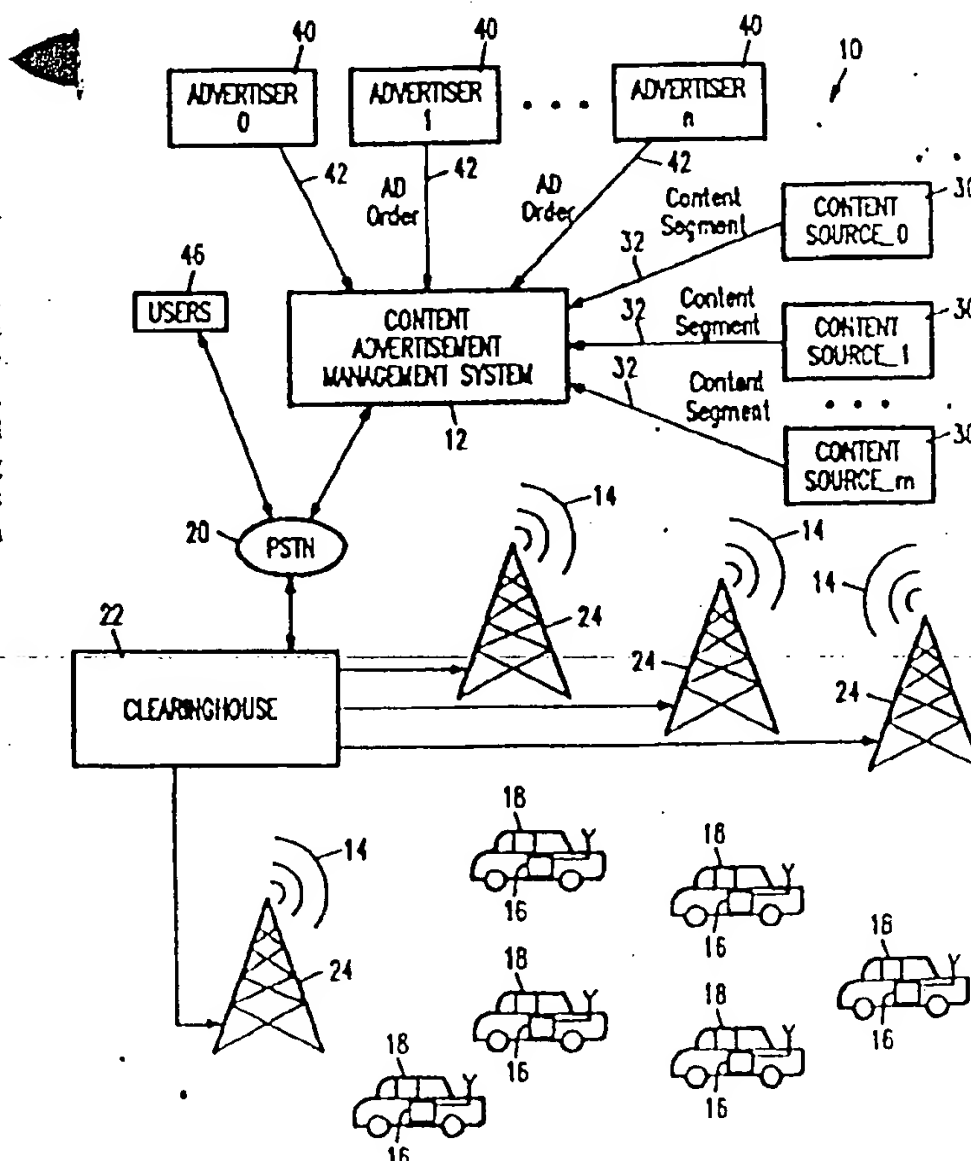 40
40
40
10
ADVERTISER
0
ADVERTISER
1
ADVERTISER
n
42
42
42
AD
Order
AD
Order
Content
Segment
32
CONTENT
SOURCE_0
46
USERS
CONTENT
ADVERTISEMENT
MANAGEMENT SYSTEM
12
32
Content
Segment
30
CONTENT
SOURCE_1
32
Content
Segment
30
CONTENT
SOURCE_m
20
PSTN
14
14
14
22
CLEARINGHOUSE
24
24
24
14
24
18
16
18
16
18
16
18
16
18
16
18
16